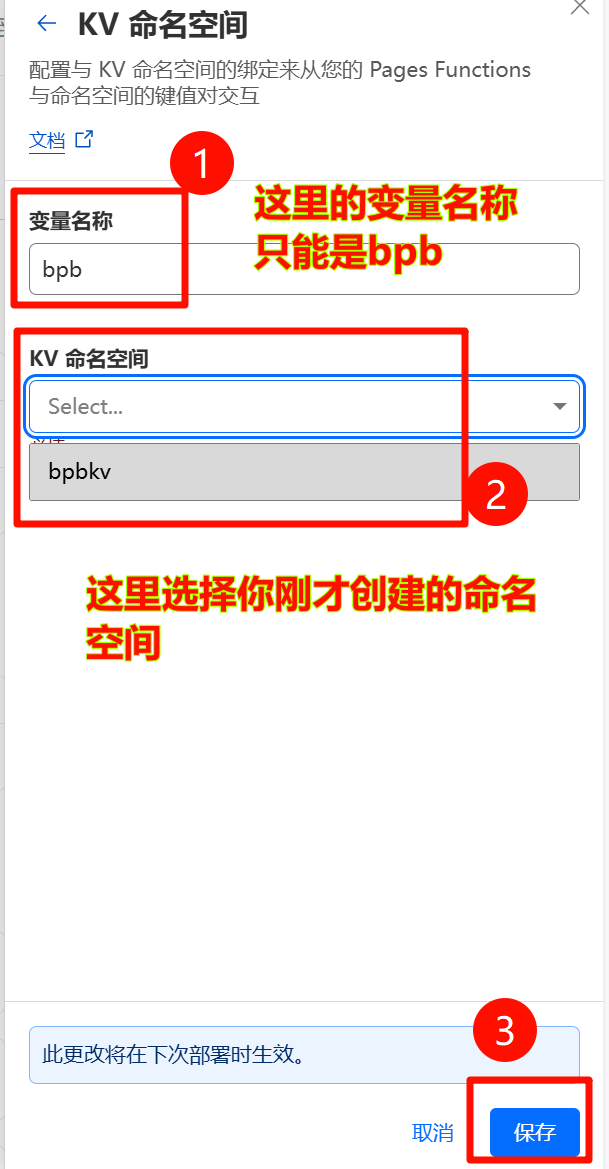 KV 命名空间
配置与 KV 命名空间的绑定来从您的 Pages Functions
与命名空间的键值对交互
文档
1
这里的变量名称
只能是bpb
变量名称
bpb
KV 命名空间
Select...
bpbkv
2
这里选择你刚才创建的命名
空间
3
此更改将在下次部署时生效。
取消
保存